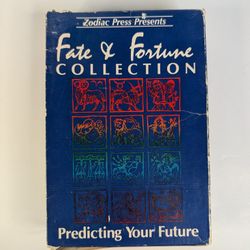 Zodiac Press Presents
Fate & Fortune
COLLECTION
Predicting Your Future